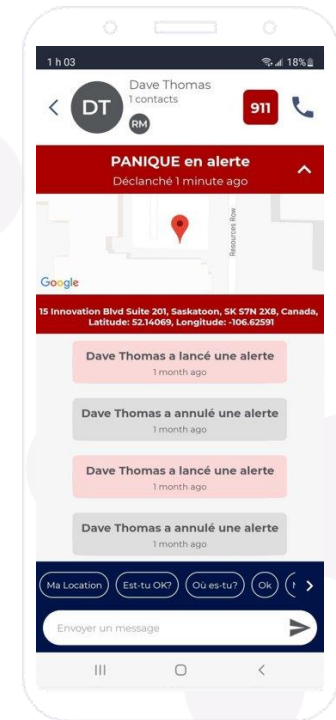 1 h 03
18%
Dave Thomas
1 contacts
DT
RM
911
PANIQUE en alerte
Déclanché 1 minute ago
Resources Row
Google
15 Innovation Blvd Suite 201, Saskatoon, SK S7N 2X8, Canada,
Latitude: 52.14069, Longitude: -106.62591
Dave Thomas a lancé une alerte
1 month ago
Dave Thomas a annulé une alerte
1 month ago
Dave Thomas a lancé une alerte
1 month ago
Dave Thomas a annulé une alerte
1 month ago
Ma Location
Est-tu OK?
Où es-tu?
Ok
Envoyer un message